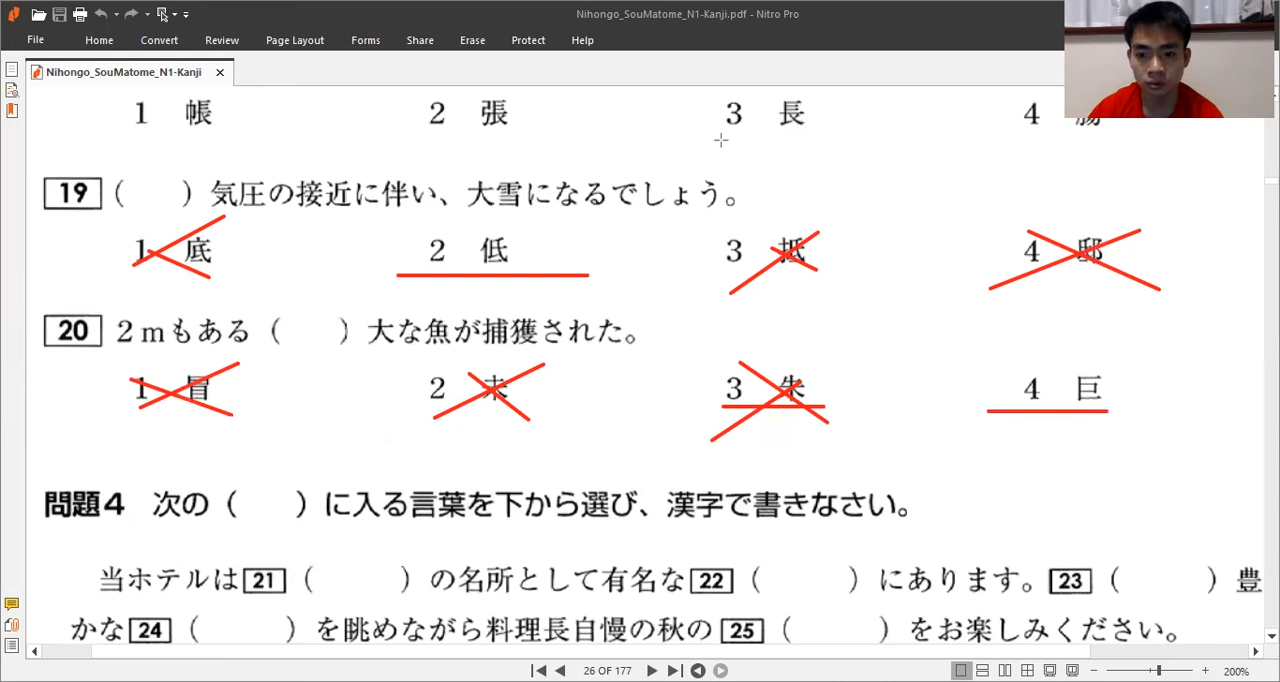 Nihongo_SouMatome_N1-Kanji.pdf - Nitro Pro
File Home Convert Review Page Layout Forms Share Erase Protect Help
Nihongo_SouMatome_N1-Kanji ×
1 帳 2 張 3 長 4
19 (　　) 気圧の接近に伴い、大雪になるでしょう。
1 底 2 低 3 抵 4 邸
20 2mもある (　　) 大な魚が捕獲された。
1 冒 2 未 3 朱 4 巨
問題4 次の (　　) に入る言葉を下から選び、漢字で書きなさい。
当ホテルは 21 (　　) の名所として有名な 22 (　　) にあります。 23 (　　) 豊
かな 24 (　　) を眺めながら料理長自慢の秋の 25 (　　) をお楽しみください。
26 OF 177
200%